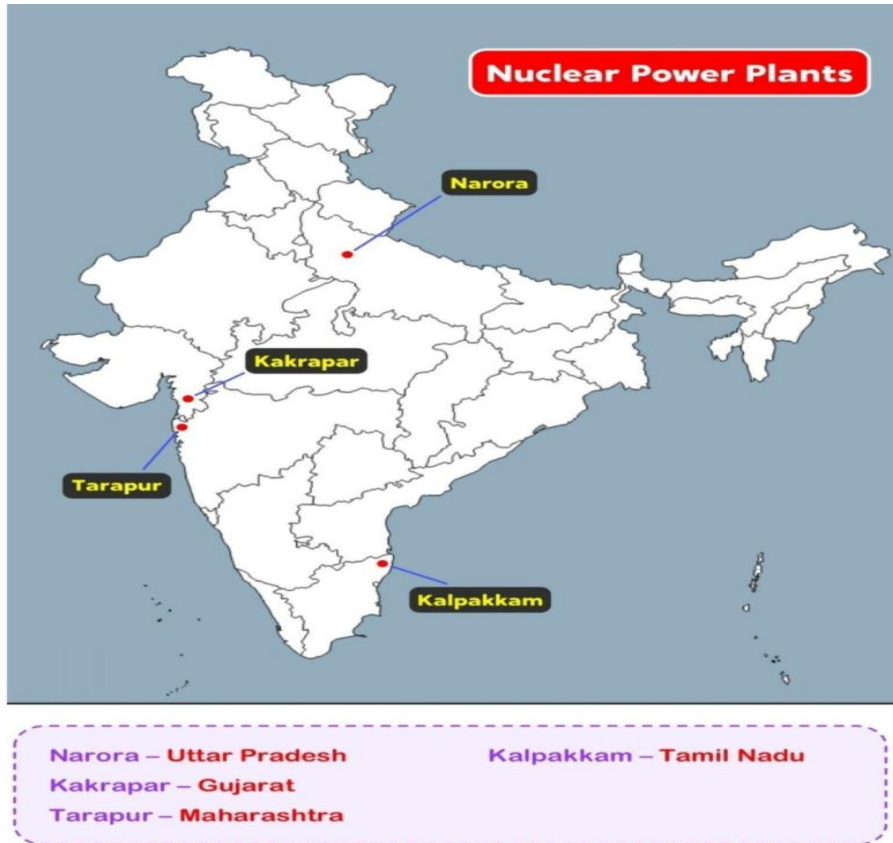 Nuclear Power Plants
Narora
Kakrapar
Tarapur
Kalpakkam
Narora – Uttar Pradesh
Kakrapar – Gujarat
Tarapur – Maharashtra
Kalpakkam – Tamil Nadu